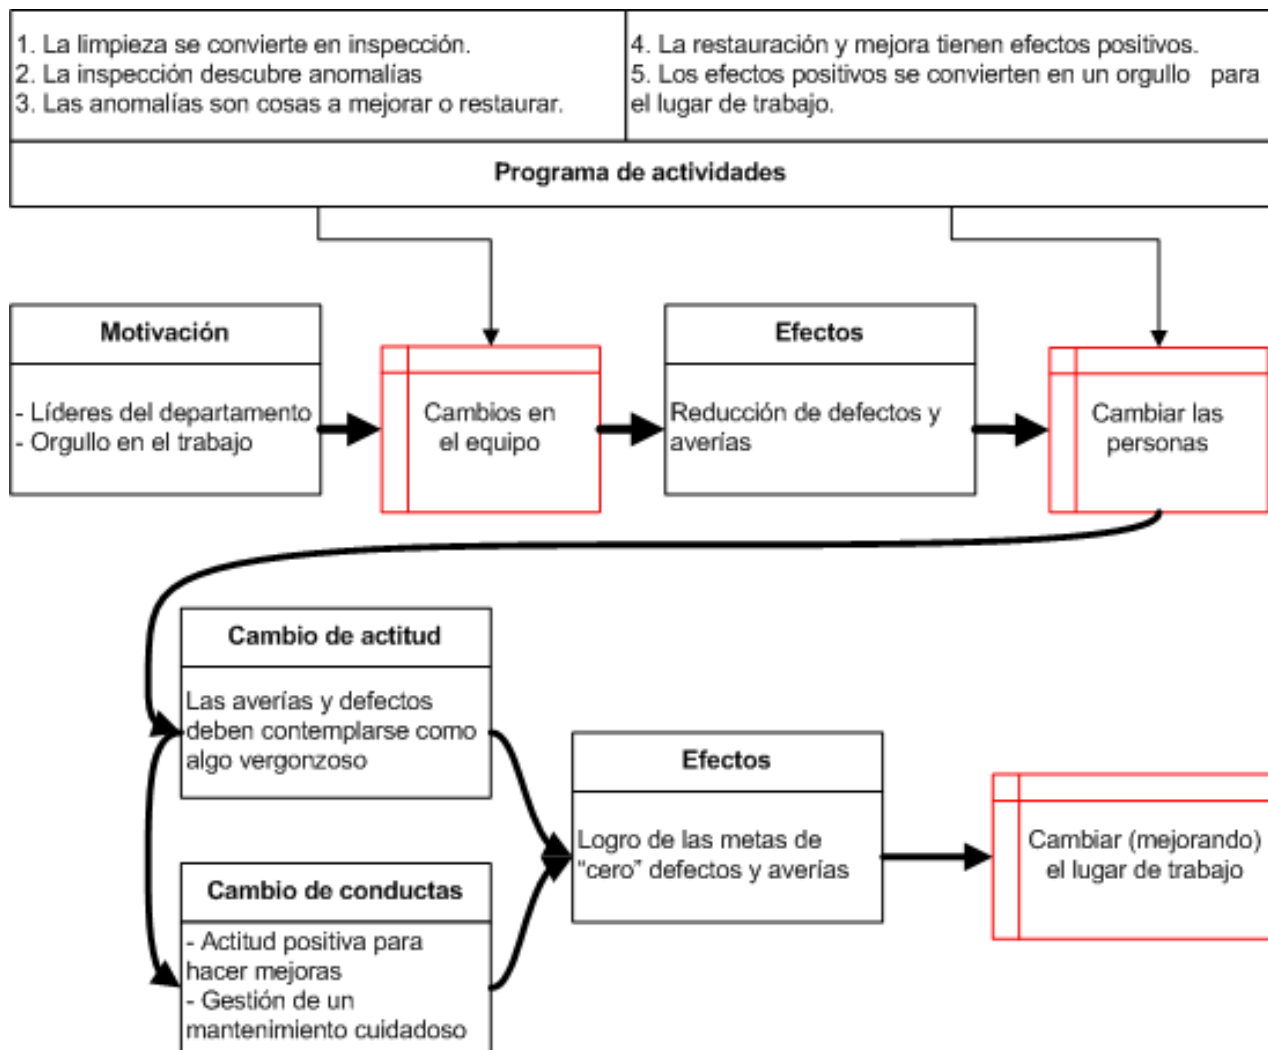 1. La limpieza se convierte en inspección.
2. La inspección descubre anomalías
3. Las anomalías son cosas a mejorar o restaurar.
4. La restauración y mejora tienen efectos positivos.
5. Los efectos positivos se convierten en un orgullo para
el lugar de trabajo.
Programa de actividades
Motivación
- Líderes del departamento
- Orgullo en el trabajo
Cambios en
el equipo
Efectos
Reducción de defectos y
averías
Cambiar las
personas
Cambio de actitud
Las averías y defectos
deben contemplarse como
algo vergonzoso
Cambio de conductas
- Actitud positiva para
hacer mejoras
- Gestión de un
mantenimiento cuidadoso
Efectos
Logro de las metas de
“cero” defectos y averías
Cambiar (mejorando)
el lugar de trabajo